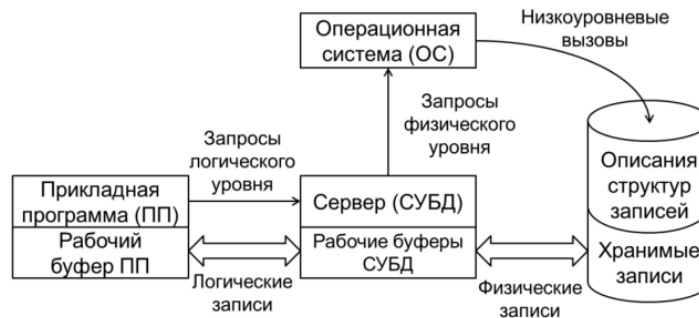 Операционная
система (ОС)
Низкоуровневые
вызовы
Запросы
физического
уровня
Запросы
логического
уровня
Прикладная
программа (ПП)
Рабочий
буфер ПП
Сервер (СУБД)
Рабочие буферы
СУБД
Логические
записи
Физические
записи
Описания
структур
записей
Хранимые
записи